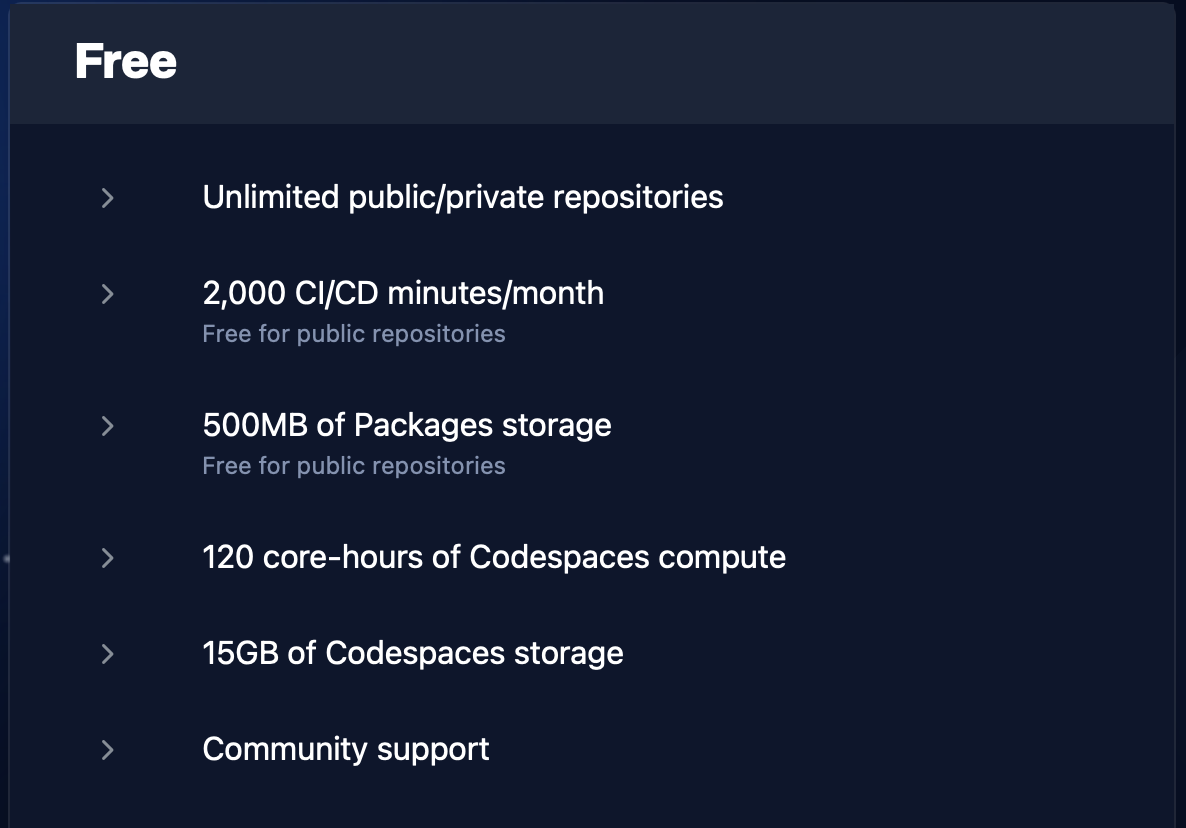 Free
Unlimited public/private repositories
2,000 CI/CD minutes/month
Free for public repositories
500MB of Packages storage
Free for public repositories
120 core-hours of Codespaces compute
15GB of Codespaces storage
Community support